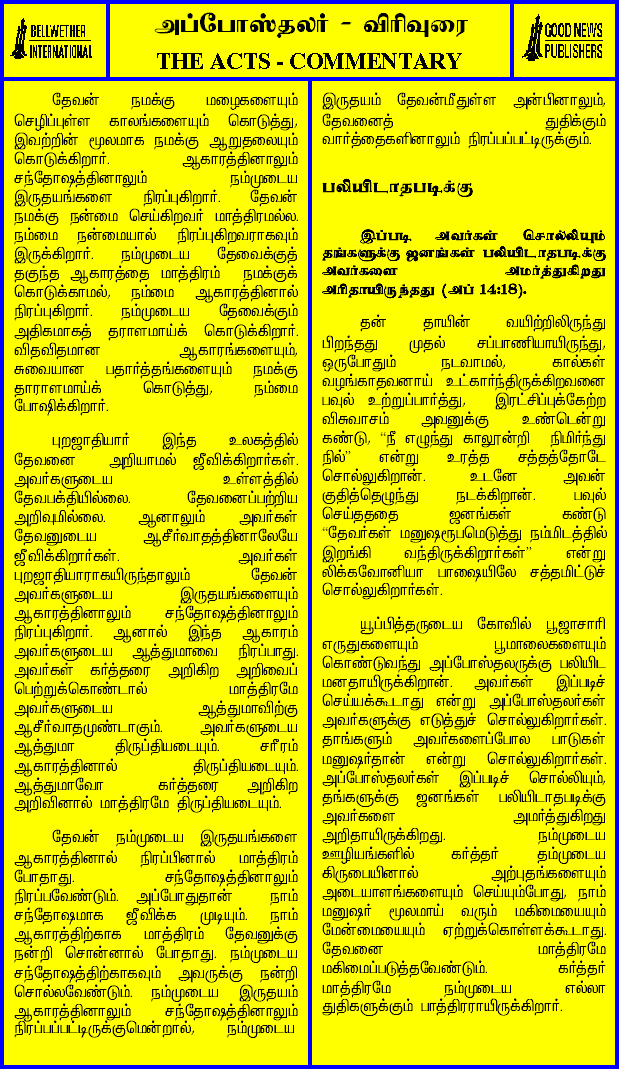 BELLWETHER
INTERNATIONAL
அப்போஸ்தலர் - விரிவுரை
THE ACTS - COMMENTARY
GOOD NEWS
PUBLISHERS
தேவன் நமக்கு மழைகளையும்
செழிப்புள்ள காலங்களையும் கொடுத்து,
இவற்றின் மூலமாக நமக்கு ஆறுதலையும்
கொடுக்கிறார். ஆகாரத்தினாலும்
சந்தோஷத்தினாலும் நம்முடைய
இருதயங்களை நிரப்புகிறார். தேவன்
நமக்கு நன்மை செய்கிறவர் மாத்திரமல்ல.
நம்மை நன்மையால் நிரப்புகிறவராகவும்
இருக்கிறார். நம்முடைய தேவைக்குத்
தகுந்த ஆகாரத்தை மாத்திரம் நமக்குக்
கொடுக்காமல், நம்மை ஆகாரத்தினால்
நிரப்புகிறார். நம்முடைய தேவைக்கும்
அதிகமாகத் தராளமாய்க் கொடுக்கிறார்.
விதவிதமான ஆகாரங்களையும்,
சுவையான பதார்த்தங்களையும் நமக்கு
தாராளமாய்க் கொடுத்து, நம்மை
போஷிக்கிறார்.
புறஜாதியார் இந்த உலகத்தில்
தேவனை அறியாமல் ஜீவிக்கிறார்கள்.
அவர்களுடைய உள்ளத்தில்
தேவபக்தியில்லை. தேவனைப்பற்றிய
அறிவுமில்லை. ஆனாலும் அவர்கள்
தேவனுடைய ஆசீர்வாதத்தினாலேயே
ஜீவிக்கிறார்கள். அவர்கள்
புறஜாதியாராகயிருந்தாலும் தேவன்
அவர்களுடைய இருதயங்களையும்
ஆகாரத்தினாலும் சந்தோஷத்தினாலும்
நிரப்புகிறார். ஆனால் இந்த ஆகாரம்
அவர்களுடைய ஆத்துமாவை நிரப்பாது.
அவர்கள் கர்த்தரை அறிகிற அறிவைப்
பெற்றுக்கொண்டால் மாத்திரமே
அவர்களுடைய ஆத்துமாவிற்கு
ஆசீர்வாதமுண்டாகும். அவர்களுடைய
ஆத்துமா திருப்தியடையும். சரீரம்
ஆகாரத்தினால் திருப்தியடையும்.
ஆத்துமாவோ கர்த்தரை அறிகிற
அறிவினால் மாத்திரமே திருப்தியடையும்.
தேவன் நம்முடைய இருதயங்களை
ஆகாரத்தினால் நிரப்பினால் மாத்திரம்
போதாது. சந்தோஷத்தினாலும்
நிரப்பவேண்டும். அப்போதுதான் நாம்
சந்தோஷமாக ஜீவிக்க முடியும். நாம்
ஆகாரத்திற்காக மாத்திரம் தேவனுக்கு
நன்றி சொன்னால் போதாது. நம்முடைய
சந்தோஷத்திற்காகவும் அவருக்கு நன்றி
சொல்லவேண்டும். நம்முடைய இருதயம்
ஆகாரத்தினாலும் சந்தோஷத்தினாலும்
நிரப்பப்பட்டிருக்குமென்றால், நம்முடைய
இருதயம் தேவன்மீதுள்ள அன்பினாலும்,
தேவனைத் துதிக்கும்
வார்த்தைகளினாலும் நிரப்பப்பட்டிருக்கும்.
பலியிடாதபடிக்கு
இப்படி அவர்கள் சொல்லியும்
தங்களுக்கு ஜனங்கள் பலியிடாதபடிக்கு
அவர்களை அமர்த்துகிறது
அரிதாயிருந்தது (அப் 14:18).
தன் தாயின் வயிற்றிலிருந்து
பிறந்தது முதல் சப்பாணியாயிருந்து,
ஒருபோதும் நடவாமல், கால்கள்
வழங்காதவனாய் உட்கார்ந்திருக்கிறவனை
பவுல் உற்றுப்பார்த்து, இரட்சிப்புக்கேற்ற
விசுவாசம் அவனுக்கு உண்டென்று
கண்டு, “நீ எழுந்து காலூன்றி நிமிர்ந்து
நில்” என்று உரத்த சத்தத்தோடே
சொல்லுகிறான். உடனே அவன்
குதித்தெழுந்து நடக்கிறான். பவுல்
செய்ததை ஜனங்கள் கண்டு
“தேவர்கள் மனுஷரூபமெடுத்து நம்மிடத்தில்
இறங்கி வந்திருக்கிறார்கள்” என்று
லிக்கவோனியா பாஷையிலே சத்தமிட்டுச்
சொல்லுகிறார்கள்.
யூப்பித்தருடைய கோவில் பூஜாசாரி
எருதுகளையும் பூமாலைகளையும்
கொண்டுவந்து அப்போஸ்தலருக்கு பலியிட
மனதாயிருக்கிறான். அவர்கள் இப்படிச்
செய்யக்கூடாது என்று அப்போஸ்தலர்கள்
அவர்களுக்கு எடுத்துச் சொல்லுகிறார்கள்.
தாங்களும் அவர்களைப்போல பாடுகள்
மனுஷர்தான் என்று சொல்லுகிறார்கள்.
அப்போஸ்தலர்கள் இப்படிச் சொல்லியும்,
தங்களுக்கு ஜனங்கள் பலியிடாதபடிக்கு
அவர்களை அமர்த்துகிறது
அறிதாயிருக்கிறது. நம்முடைய
ஊழியங்களில் கர்த்தர் தம்முடைய
கிருபையினால் அற்புதங்களையும்
அடையாளங்களையும் செய்யும்போது, நாம்
மனுஷர் மூலமாய் வரும் மகிமையையும்
மேன்மையையும் ஏற்றுக்கொள்ளக்கூடாது.
தேவனை மாத்திரமே
மகிமைப்படுத்தவேண்டும். கர்த்தர்
மாத்திரமே நம்முடைய எல்லா
துதிகளுக்கும் பாத்திரராயிருக்கிறார்.